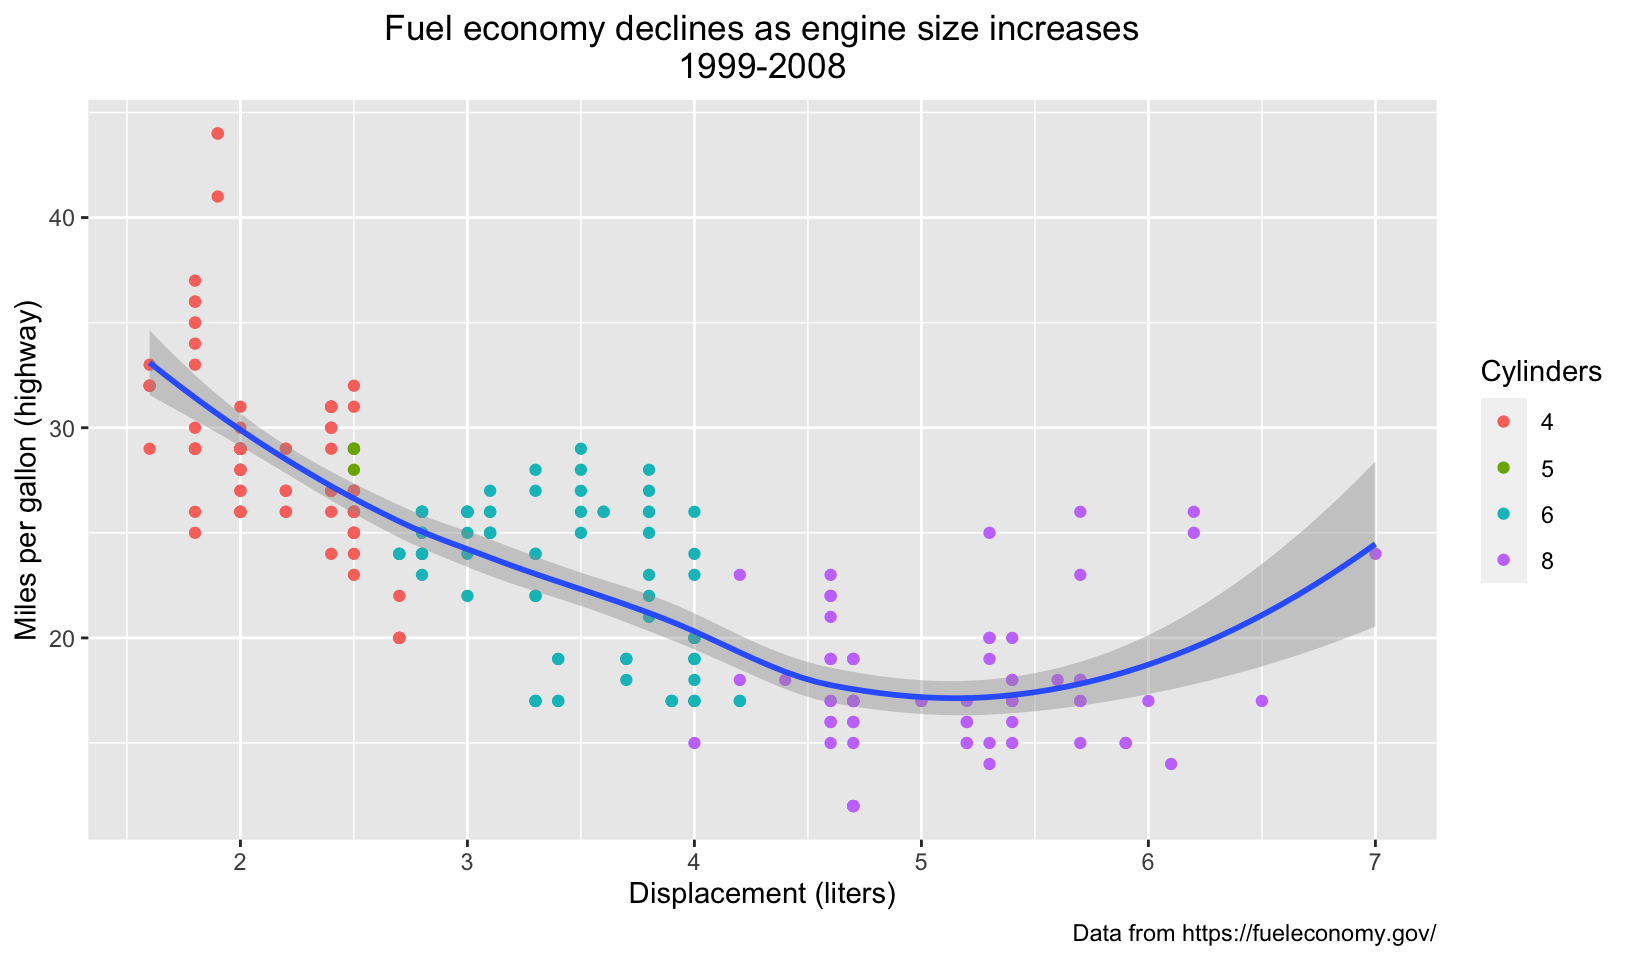 Fuel economy declines as engine size increases
1999-2008
Miles per gallon (highway)
40
30
20
2 3 4 5 6 7
Displacement (liters)
Cylinders
4
5
6
8
Data from https://fueleconomy.gov/